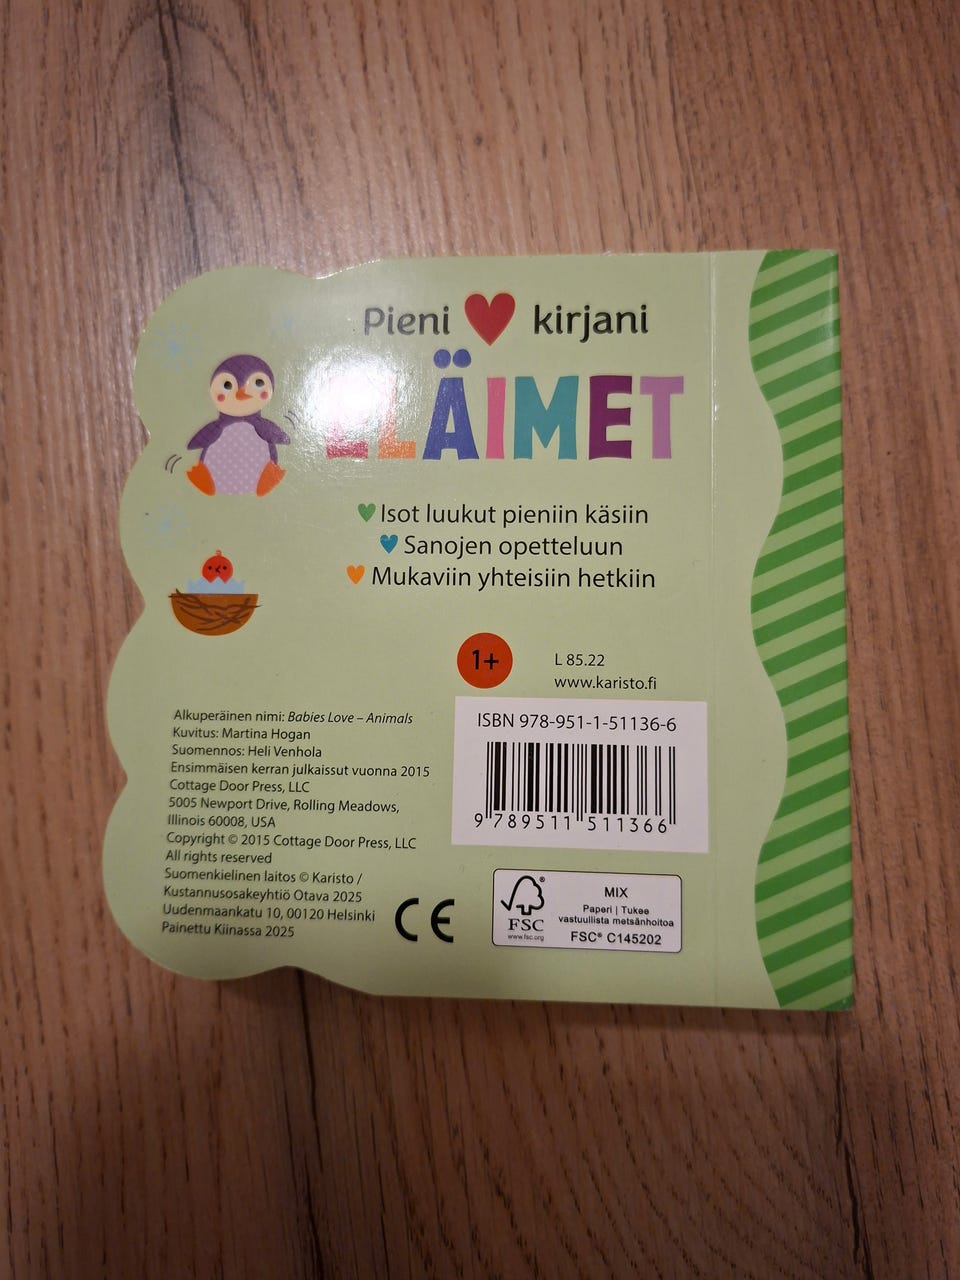 Pieni kirjani
ELÄIMET
Isot luukut pieniin käsiin
Sanojen opetteluun
Mukaviin yhteisiin hetkiin
1+
L 85.22
www.karisto.fi
Alkuperäinen nimi: Babies Love – Animals
Kuvitus: Martina Hogan
Suomennos: Heli Venhola
Ensimmäisen kerran julkaissut vuonna 2015
Cottage Door Press, LLC
5005 Newport Drive, Rolling Meadows,
Illinois 60008, USA
Copyright © 2015 Cottage Door Press, LLC
All rights reserved
Suomenkielinen laitos © Karisto /
Kustannusosakeyhtiö Otava 2025
Uudenmaankatu 10, 00120 Helsinki
Painettu Kiinassa 2025
CE
ISBN 978-951-1-51136-6
9 789511 511366
FSC®
www.fsc.org
MIX
Paperi | Tukee
vastuullista metsänhoitoa
FSC® C145202